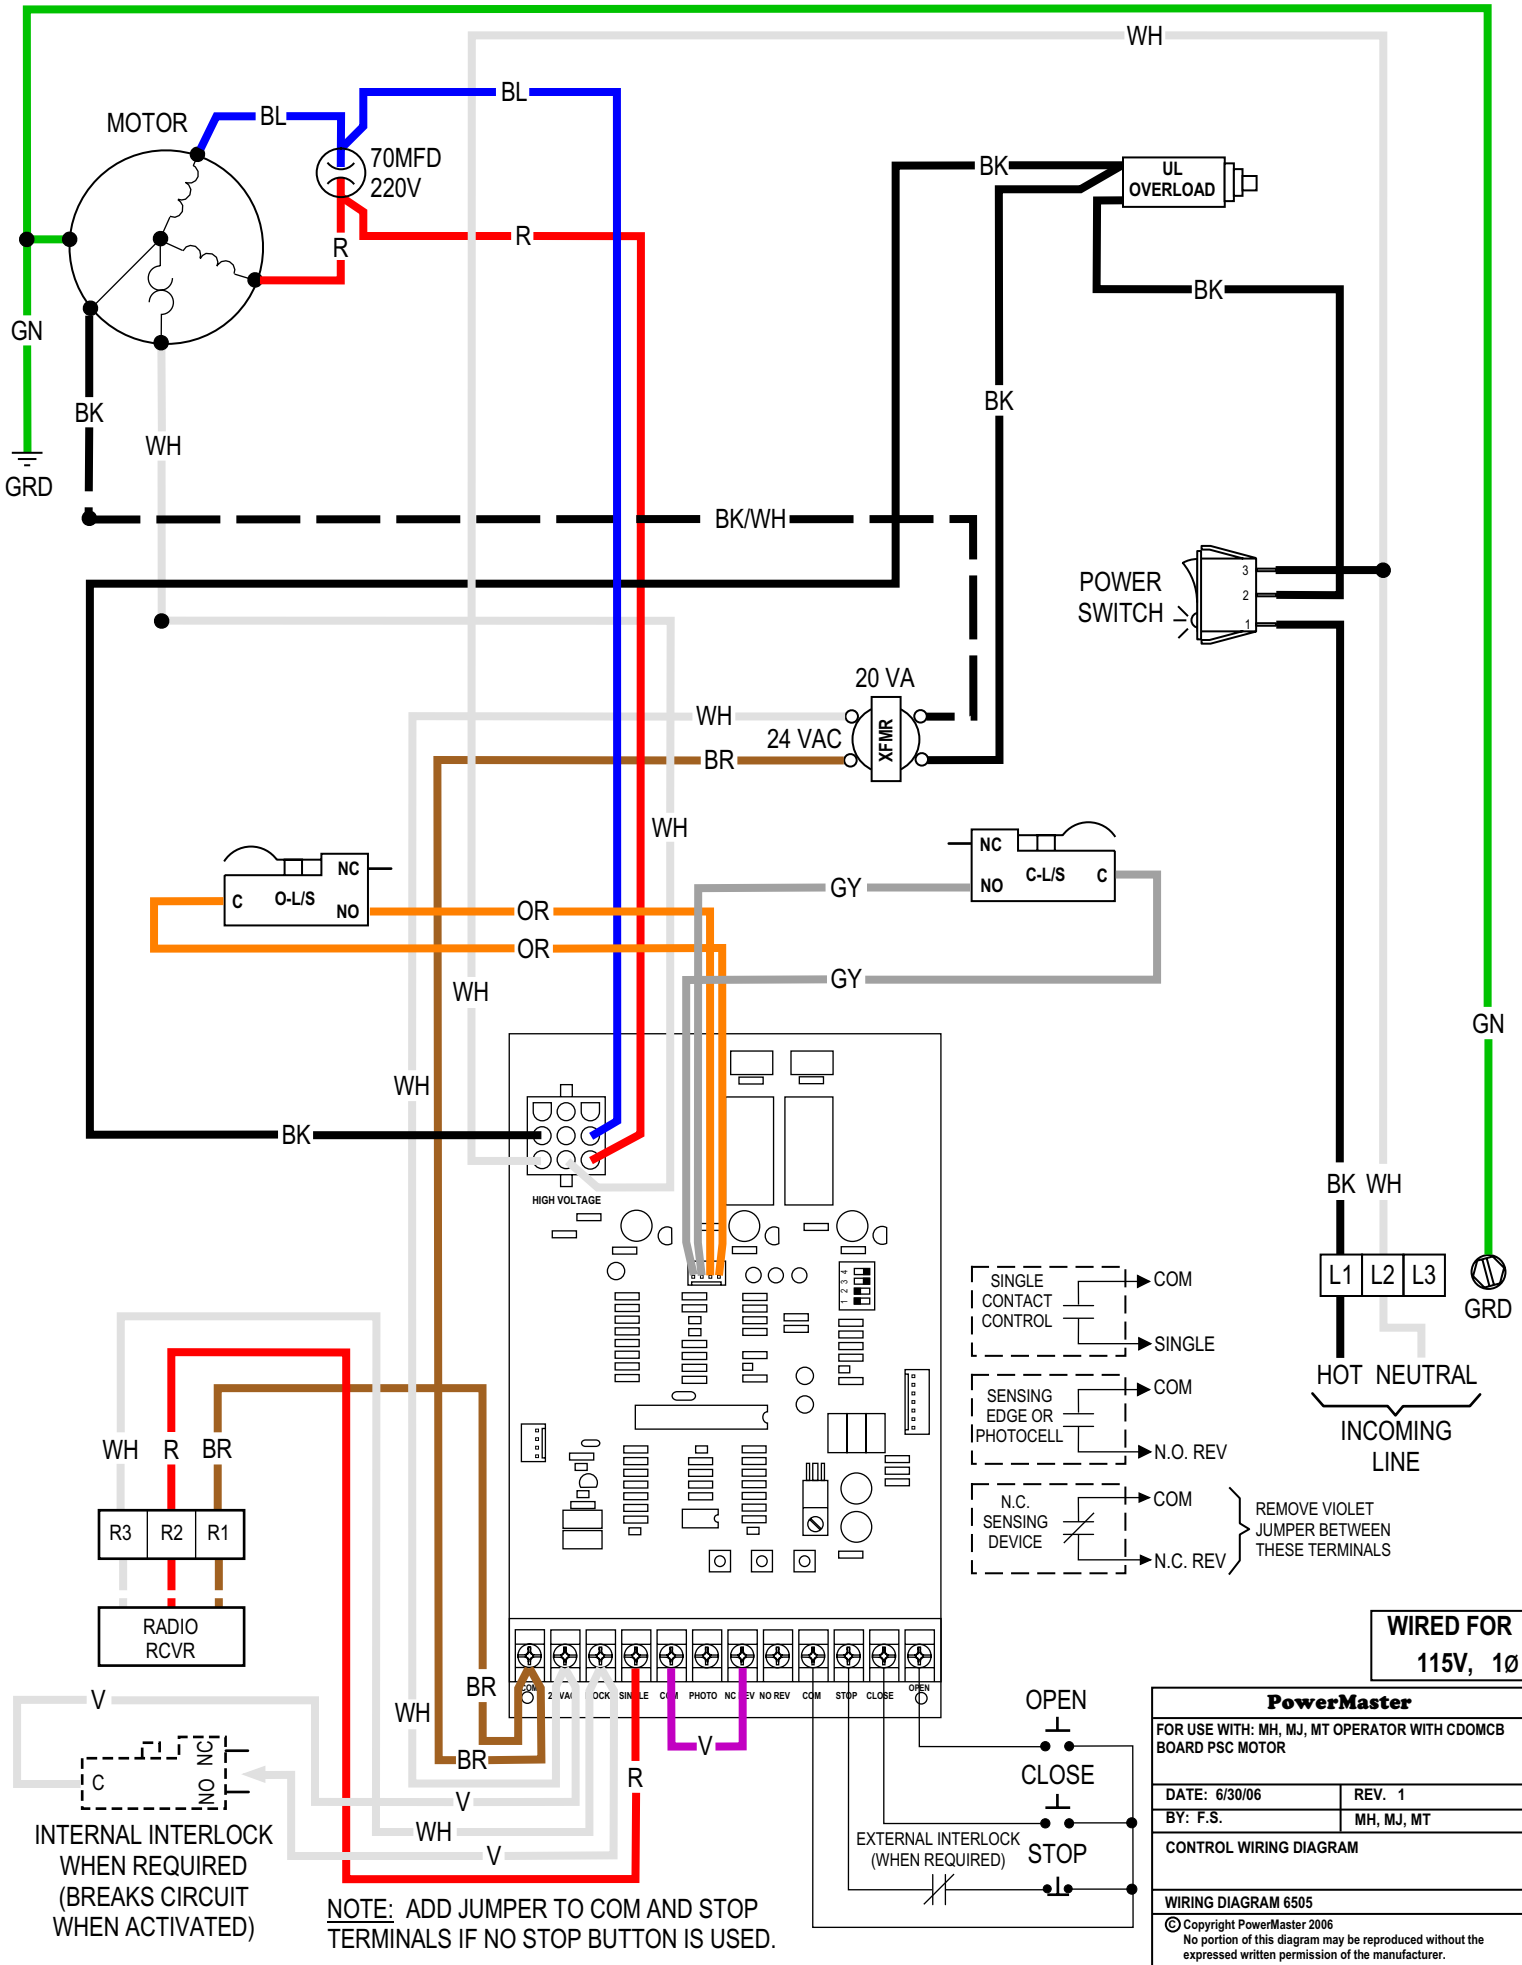 WH
BL
BL
MOTOR
70MFD
220V
BK
UL
OVERLOAD
R
R
BK
GN
BK
BK
WH
GRD
BK/WH
POWER
SWITCH
3
2
1
20 VA
WH
24 VAC
XFMR
BR
WH
NC
O-L/S
C
NO
NC
C-L/S
C
NO
GY
OR
OR
GY
WH
GN
WH
BK
HIGH VOLTAGE
BK WH
1 2 3 4
L1 L2 L3
GRD
HOT NEUTRAL
INCOMING
LINE
SINGLE
CONTACT
CONTROL
COM
SINGLE
SENSING
EDGE OR
PHOTOCELL
COM
N.O. REV
N.C.
SENSING
DEVICE
COM
N.C. REV
REMOVE VIOLET
JUMPER BETWEEN
THESE TERMINALS
WH R BR
R3 R2 R1
RADIO
RCVR
WIRED FOR
115V, 1Ø
COM SINGLE COM PHOTO NC REV NO REV COM STOP CLOSE OPEN
BR
WH
BR
V
V
C
NO NC
INTERNAL INTERLOCK
WHEN REQUIRED
(BREAKS CIRCUIT
WHEN ACTIVATED)
V
WH
V
R
OPEN
CLOSE
STOP
EXTERNAL INTERLOCK
(WHEN REQUIRED)
NOTE: ADD JUMPER TO COM AND STOP
TERMINALS IF NO STOP BUTTON IS USED.
PowerMaster
FOR USE WITH: MH, MJ, MT OPERATOR WITH CDOMCB
BOARD PSC MOTOR
DATE: 6/30/06 REV. 1
BY: F.S. MH, MJ, MT
CONTROL WIRING DIAGRAM
WIRING DIAGRAM 6505
© Copyright PowerMaster 2006
No portion of this diagram may be reproduced without the
expressed written permission of the manufacturer.